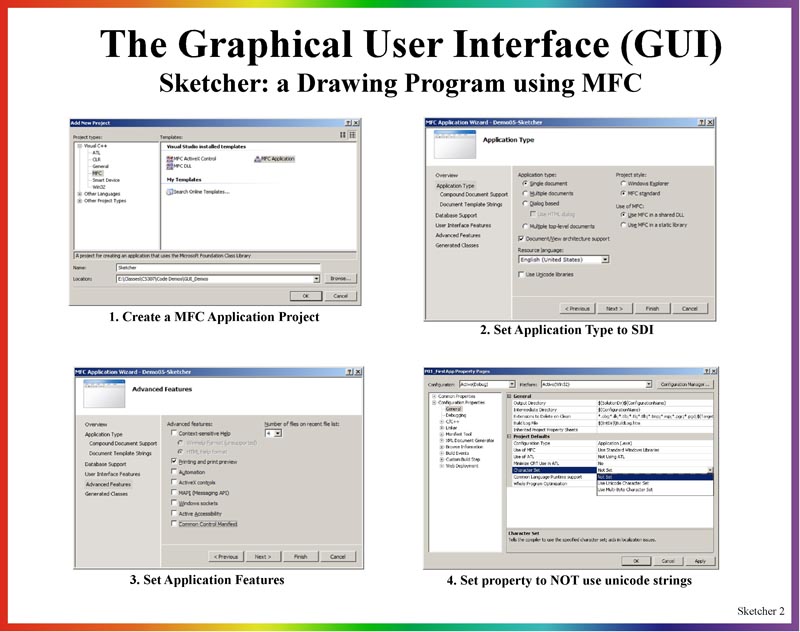 The Graphical User Interface (GUI)
Sketcher: a Drawing Program using MFC
Add New Project
Project types:
Templates:
Visual C++
ATL
CLR
General
MFC
Smart Device
Win32
Other Languages
Other Project Types
Visual Studio installed templates
MFC ActiveX Control
MFC Application
MFC DLL
My Templates
Search Online Templates...
A project for creating an application that uses the Microsoft Foundation Class Library
Name:
Sketcher
Location:
Browse...
OK
Cancel
1. Create a MFC Application Project
MFC Application Wizard - Demo05-Sketcher
Application Type
Overview
Application Type
Compound Document Support
Document Template Strings
Database Support
User Interface Features
Advanced Features
Generated Classes
Application type:
Single document
Multiple documents
Dialog based
Use HTML dialog
Multiple top-level documents
Document/View architecture support
Resource language:
English (United States)
Use Unicode libraries
Project style:
Windows Explorer
MFC standard
Use of MFC:
Use MFC in a shared DLL
Use MFC in a static library
< Previous
Next >
Finish
Cancel
2. Set Application Type to SDI
MFC Application Wizard - Demo05-Sketcher
Advanced Features
Overview
Application Type
Compound Document Support
Document Template Strings
Database Support
User Interface Features
Advanced Features
Generated Classes
Advanced features:
Context-sensitive Help
HTML help format
Printing and print preview
Automation
ActiveX controls
MAPI (Messaging API)
Windows sockets
Active Accessibility
Common Control Manifest
Number of files on recent file list:
4
< Previous
Next >
Finish
Cancel
3. Set Application Features
Property Pages
Configuration:
Active(Debug)
Platform:
Active(Win32)
Configuration Manager...
Common Properties
Configuration Properties
General
Debugging
C/C++
Linker
Manifest Tool
XML Document Generator
Browse Information
Build Events
Custom Build Step
Web Deployment
General
Output Directory
$(SolutionDir)$(ConfigurationName)
Intermediate Directory
$(ConfigurationName)
Extensions to Delete on Clean
Build Log File
Inherited Project Property Sheets
Project Defaults
Configuration Type
Application (.exe)
Use of MFC
Use Standard Windows Libraries
Use of ATL
Not Using ATL
Minimize CRT Use in ATL
No
Character Set
Not Set
Common Language Runtime support
Not Set
Whole Program Optimization
Use Unicode Character Set
Use Multi-Byte Character Set
Character Set
Tells the compiler to use the specified character set; aids in localization issues.
OK
Cancel
Apply
4. Set property to NOT use unicode strings
Sketcher 2